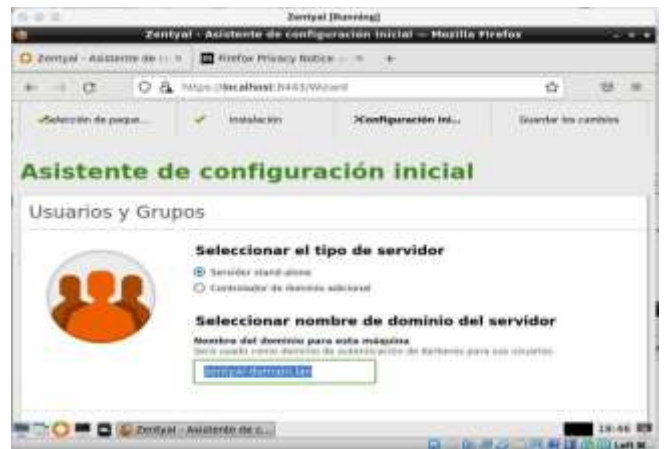 Zentyal [Running]
Zentyal - Asistente de configuración inicial — Mozilla Firefox
Zentyal - Asistente de
Firefox Privacy Notice
https://localhost:8443/Wizard
Selección de paque...
Instalación
Configuración ini...
Guardar los cambios
Asistente de configuración inicial
Usuarios y Grupos
Seleccionar el tipo de servidor
Servidor stand-alone
Controlador de dominio adicional
Seleccionar nombre de dominio del servidor
Nombre del dominio para esta máquina
Será usado como dominio de autenticación de Kerberos para sus usuarios
zentyal-domain.lan
Zentyal - Asistente de c...
18:46
Left ⌘